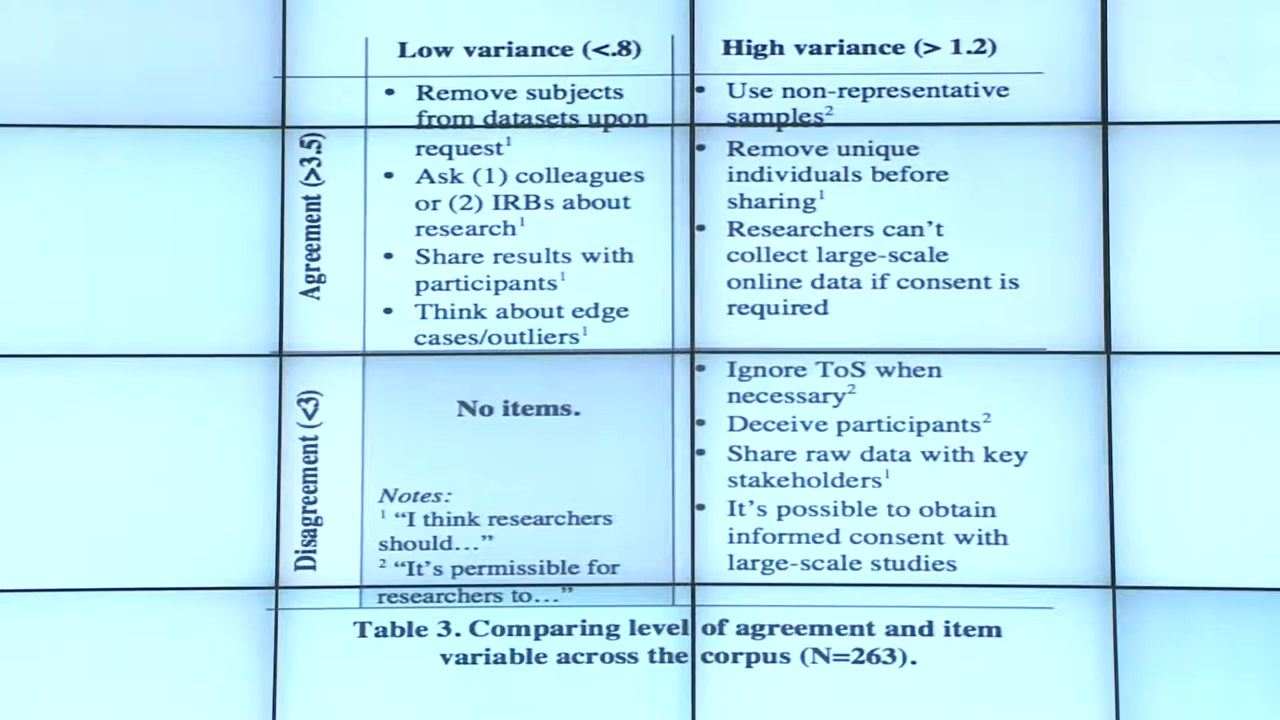 Low variance (<.8)
High variance (> 1.2)
Agreement (>3.5)
• Remove subjects
from datasets upon
request¹
• Ask (1) colleagues
or (2) IRBs about
research¹
• Share results with
participants¹
• Think about edge
cases/outliers¹
• Use non-representative
samples²
• Remove unique
individuals before
sharing¹
• Researchers can’t
collect large-scale
online data if consent is
required
Disagreement (<3)
No items.
Notes:
¹ “I think researchers
should…”
² “It’s permissible for
researchers to…”
• Ignore ToS when
necessary²
• Deceive participants²
• Share raw data with key
stakeholders¹
• It’s possible to obtain
informed consent with
large-scale studies
Table 3. Comparing level of agreement and item
variable across the corpus (N=263).